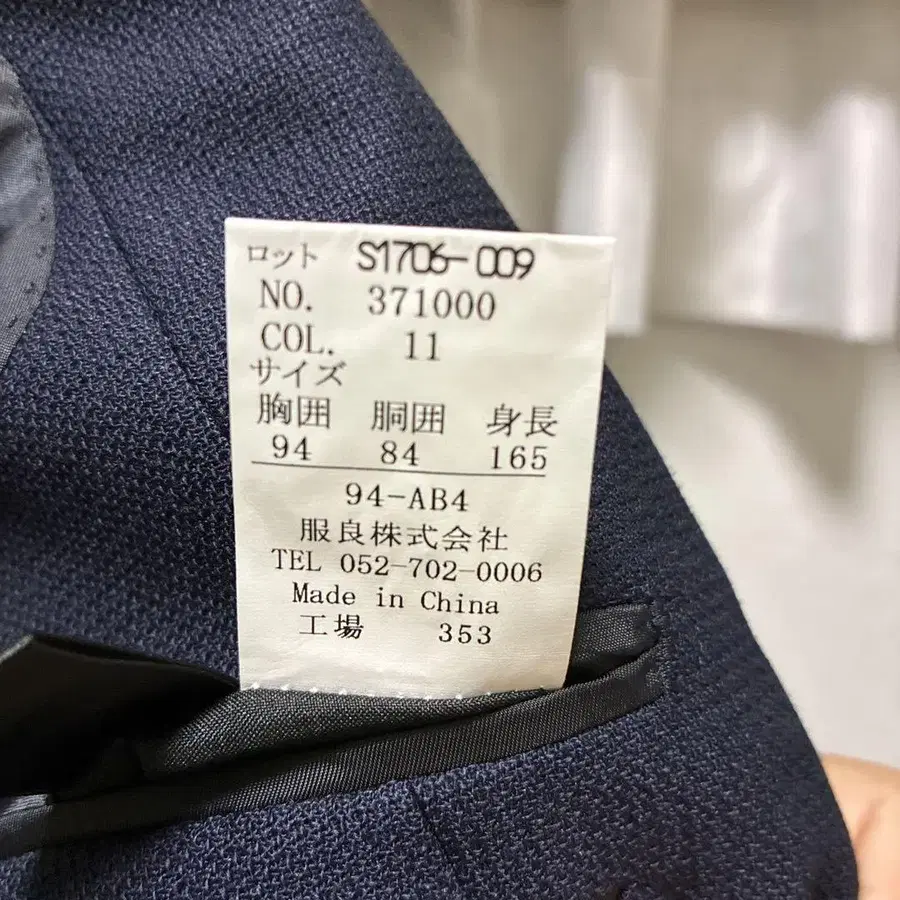 ロット S1706-009
NO. 371000
COL. 11
サイズ
胸囲 胴囲 身長
94 84 165
94-AB4
服良株式会社
TEL 052-702-0006
Made in China
工場 353